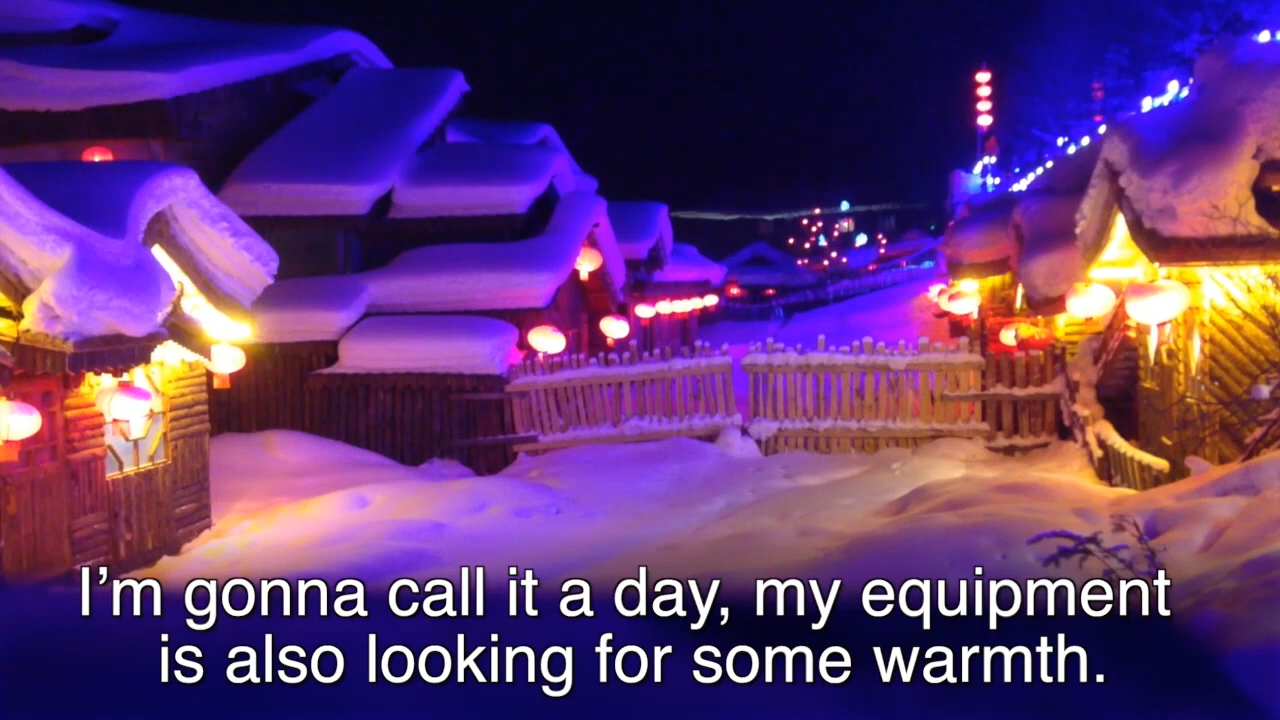 I’m gonna call it a day, my equipment
is also looking for some warmth.